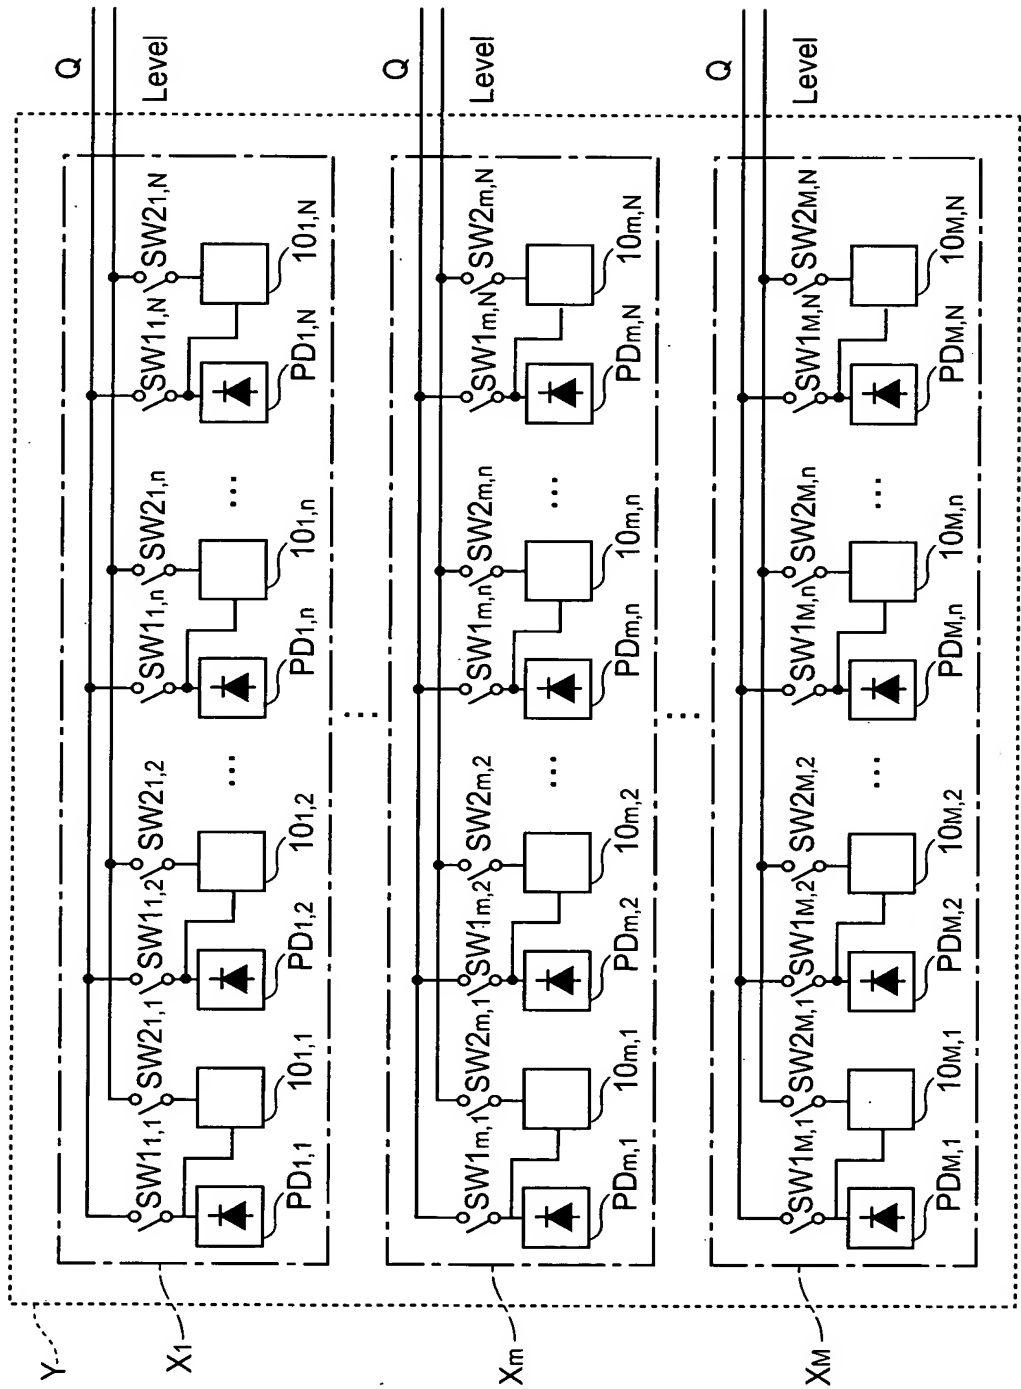 Y
X1
Q
Level
SW11,1
SW21,1
SW11,2
SW21,2
SW11,n
SW21,n
SW11,N
SW21,N
PD1,1
101,1
PD1,2
101,2
...
PD1,n
101,n
...
PD1,N
101,N
...
Xm
Q
Level
SW1m,1
SW2m,1
SW1m,2
SW2m,2
SW1m,n
SW2m,n
SW1m,N
SW2m,N
PDm,1
10m,1
PDm,2
10m,2
...
PDm,n
10m,n
...
PDm,N
10m,N
...
XM
Q
Level
SW1M,1
SW2M,1
SW1M,2
SW2M,2
SW1M,n
SW2M,n
SW1M,N
SW2M,N
PDM,1
10M,1
PDM,2
10M,2
...
PDM,n
10M,n
...
PDM,N
10M,N